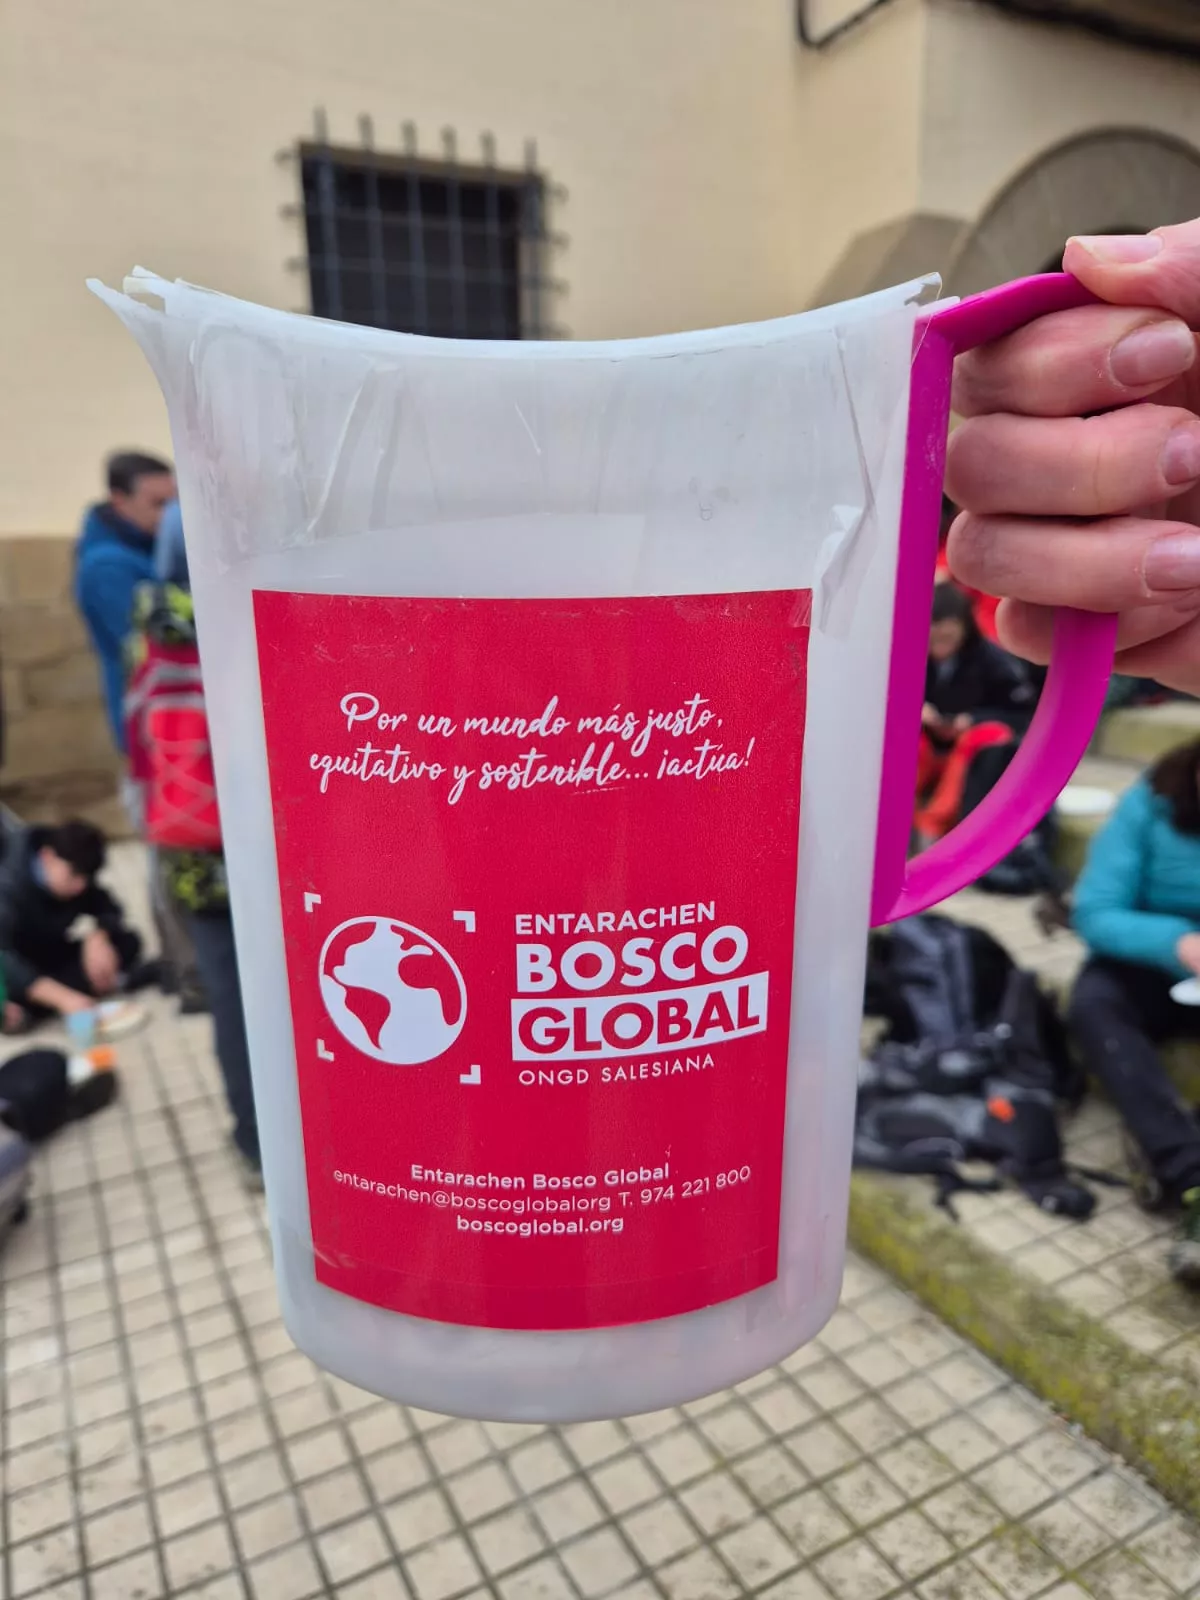 Por un mundo más justo,
equitativo y sostenible... ¡actúa!
ENTARACHEN
BOSCO
GLOBAL
ONGD SALESIANA
Entarachen Bosco Global
entarachen@boscoglobalorg T. 974 221 800
boscoglobal.org